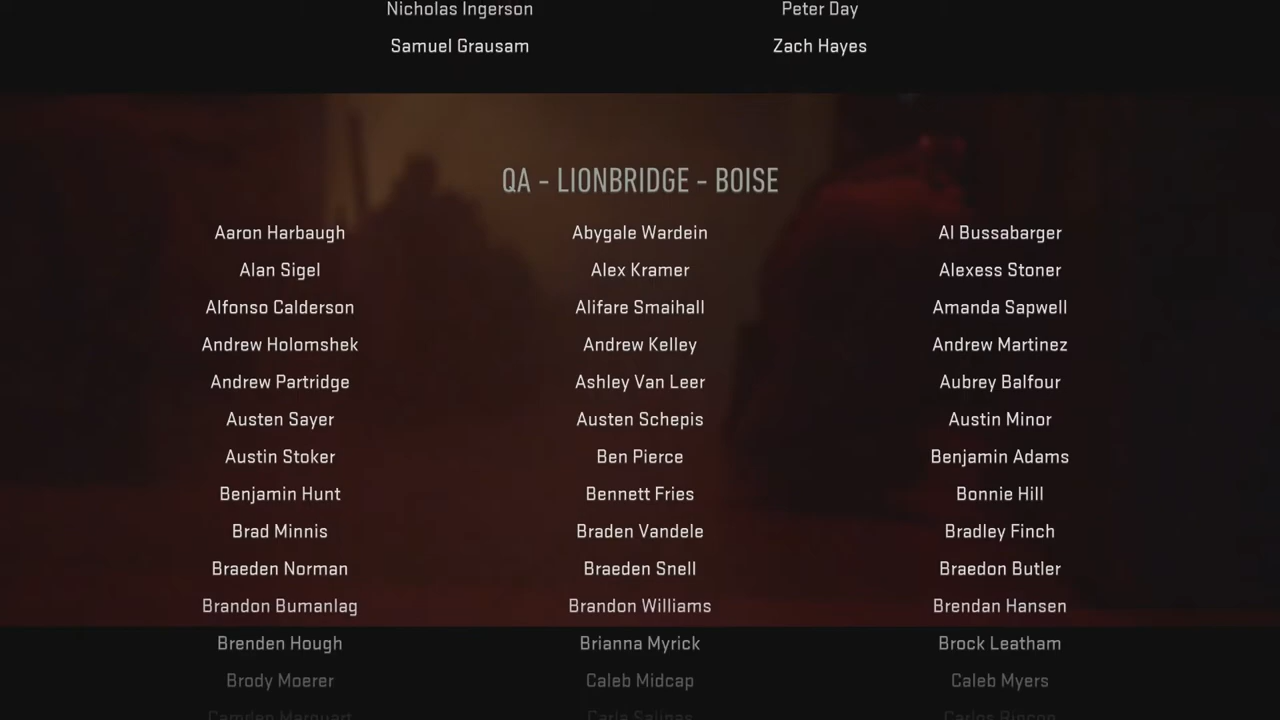 Nicholas Ingerson Peter Day
Samuel Grausam Zach Hayes
QA - LIONBRIDGE - BOISE
Aaron Harbaugh Abygale Wardein Al Bussabarger
Alan Sigel Alex Kramer Alexess Stoner
Alfonso Calderson Alifare Smaihall Amanda Sapwell
Andrew Holomshek Andrew Kelley Andrew Martinez
Andrew Partridge Ashley Van Leer Aubrey Balfour
Austen Sayer Austen Schepis Austin Minor
Austin Stoker Ben Pierce Benjamin Adams
Benjamin Hunt Bennett Fries Bonnie Hill
Brad Minnis Braden Vandele Bradley Finch
Braeden Norman Braeden Snell Braedon Butler
Brandon Bumanlag Brandon Williams Brendan Hansen
Brenden Hough Brianna Myrick Brock Leatham
Brody Moerer Caleb Midcap Caleb Myers
Carla Salinas